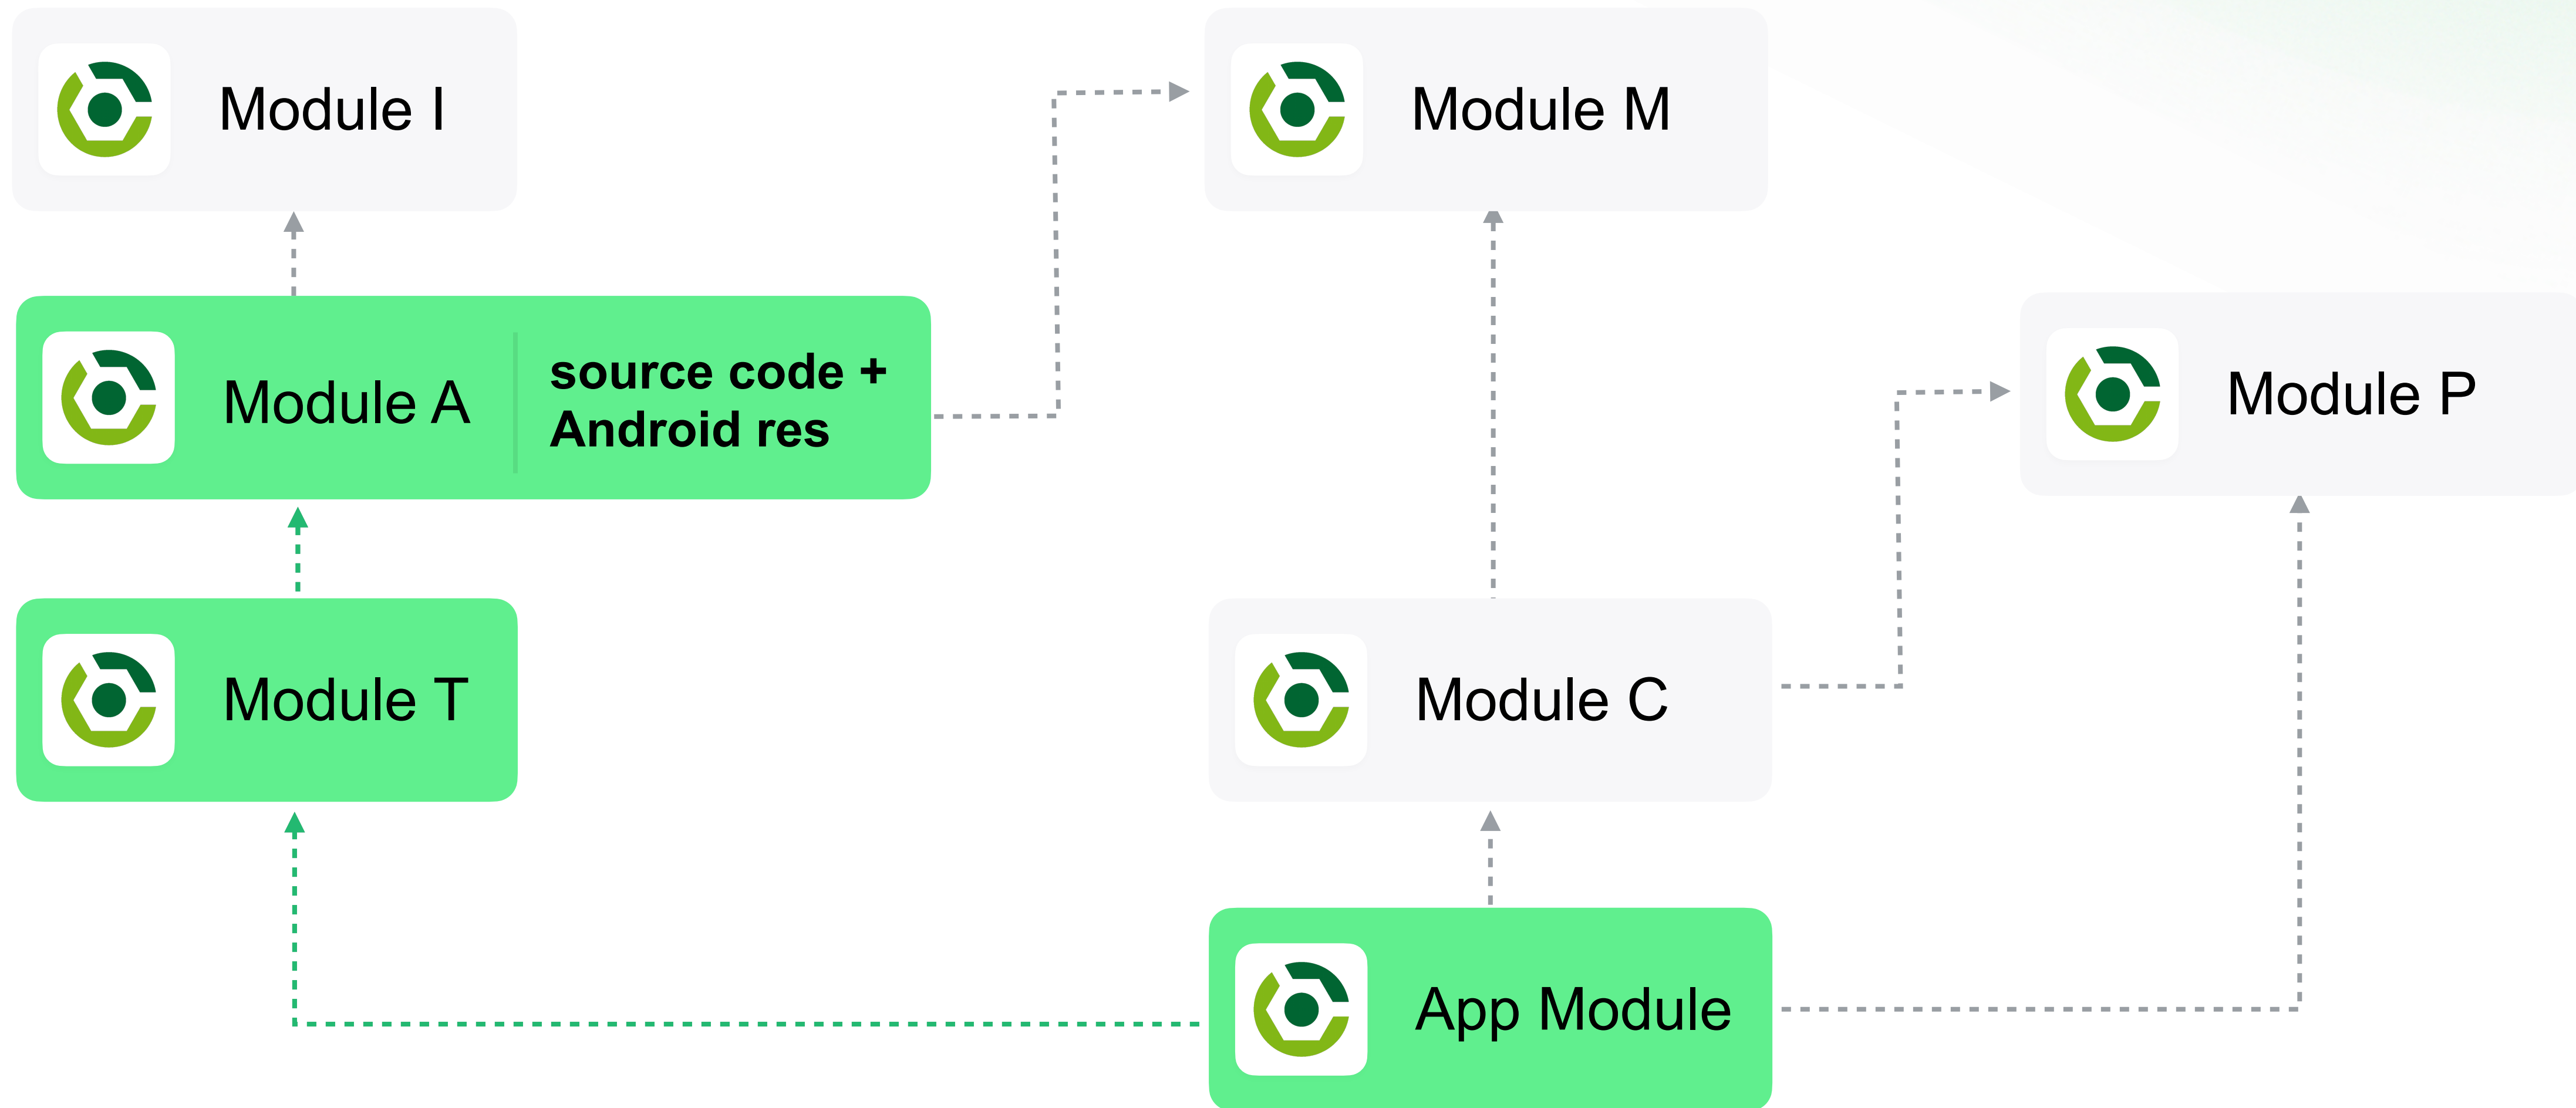 Module I
Module M
Module A
source code +
Android res
Module P
Module T
Module C
App Module